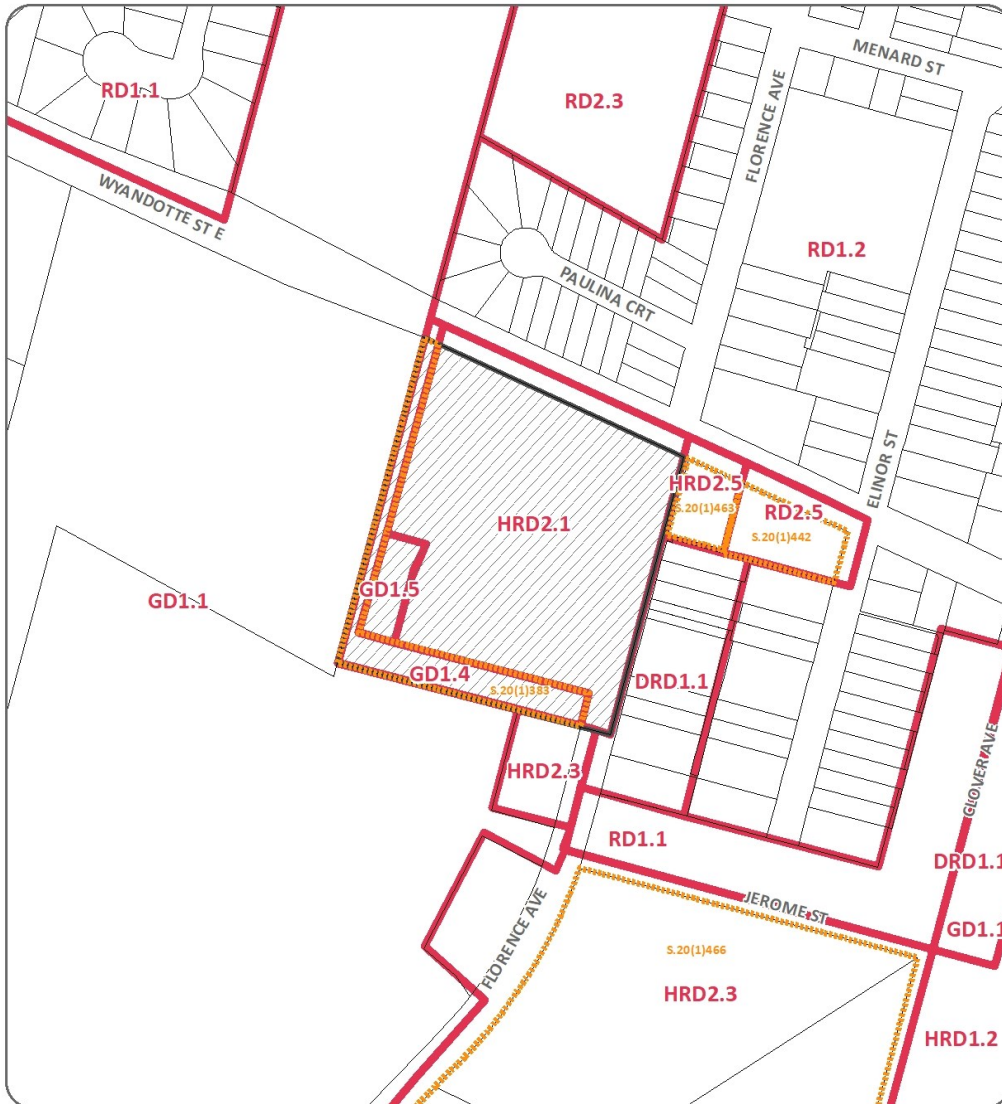 MENARD ST
RD1.1
RD2.3
FLORENCE AVE
WYANDOTTE ST E
RD1.2
PAULINA CRT
ELINOR ST
HRD2.5
S.20(1)463
RD2.5
HRD2.1
S.20(1)442
GD1.5
GD1.1
GD1.4
S.20(1)383
DRD1.1
HRD2.3
CLOVER AVE
RD1.1
DRD1.1
JEROME ST
GD1.1
FLORENCE AVE
S.20(1)466
HRD2.3
HRD1.2